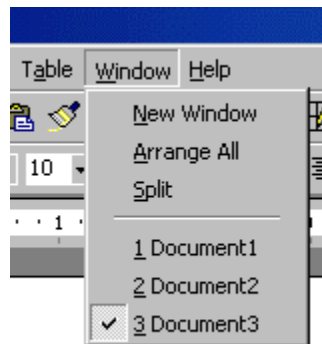 Table Window Help
New Window
Arrange All
10
Split
1
1 Document1
2 Document2
3 Document3